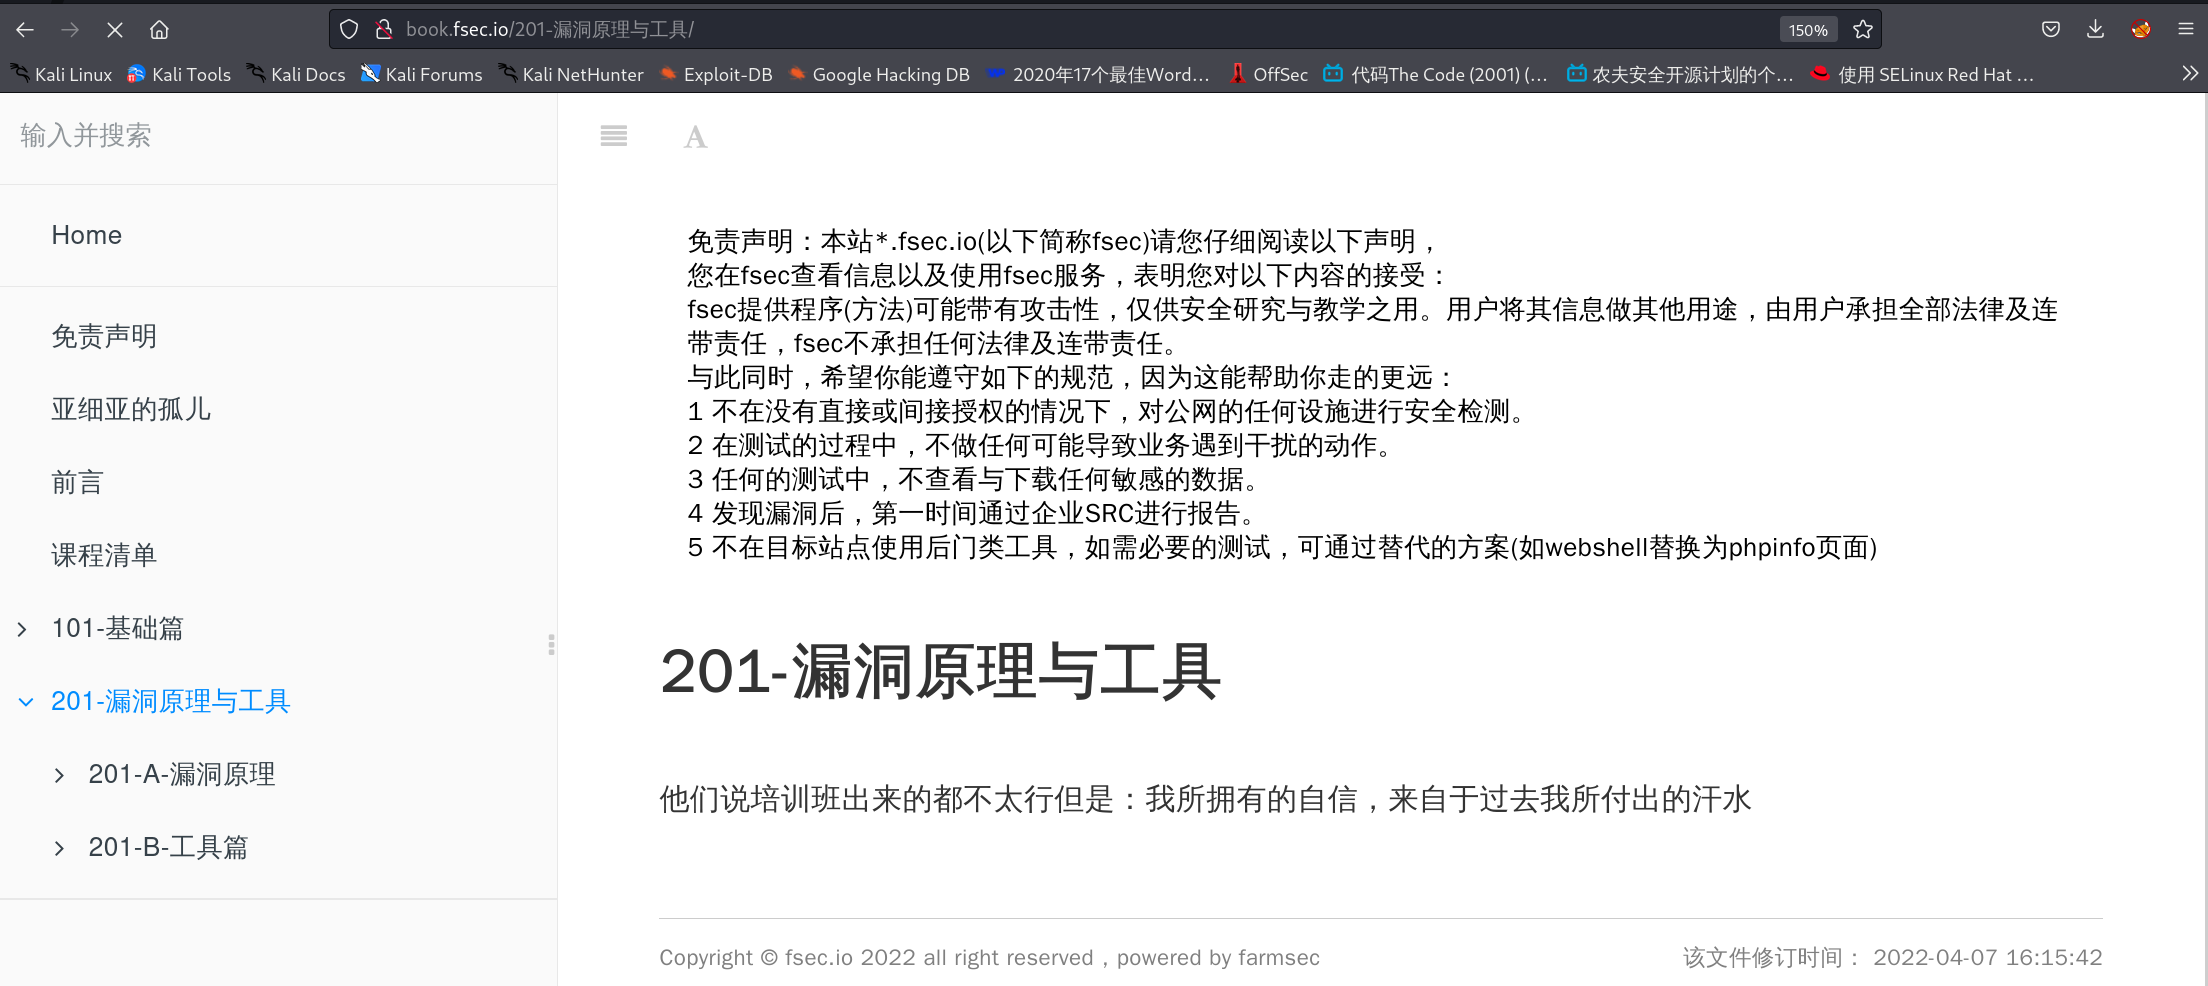 book.fsec.io/201-漏洞原理与工具/
150%
Kali Linux
Kali Tools
Kali Docs
Kali Forums
Kali NetHunter
Exploit-DB
Google Hacking DB
2020年17个最佳Word...
OffSec
代码The Code (2001) (...
农夫安全开源计划的个...
使用 SELinux Red Hat ...
输入并搜索
Home
免责声明
亚细亚的孤儿
前言
课程清单
101-基础篇
201-漏洞原理与工具
201-A-漏洞原理
201-B-工具篇
A
免责声明：本站*.fsec.io(以下简称fsec)请您仔细阅读以下声明，
您在fsec查看信息以及使用fsec服务，表明您对以下内容的接受：
fsec提供程序(方法)可能带有攻击性，仅供安全研究与教学之用。用户将其信息做其他用途，由用户承担全部法律及连
带责任，fsec不承担任何法律及连带责任。
与此同时，希望你能遵守如下的规范，因为这能帮助你走的更远：
1 不在没有直接或间接授权的情况下，对公网的任何设施进行安全检测。
2 在测试的过程中，不做任何可能导致业务遇到干扰的动作。
3 任何的测试中，不查看与下载任何敏感的数据。
4 发现漏洞后，第一时间通过企业SRC进行报告。
5 不在目标站点使用后门类工具，如需必要的测试，可通过替代的方案(如webshell替换为phpinfo页面)
201-漏洞原理与工具
他们说培训班出来的都不太行但是：我所拥有的自信，来自于过去我所付出的汗水
Copyright © fsec.io 2022 all right reserved，powered by farmsec
该文件修订时间： 2022-04-07 16:15:42